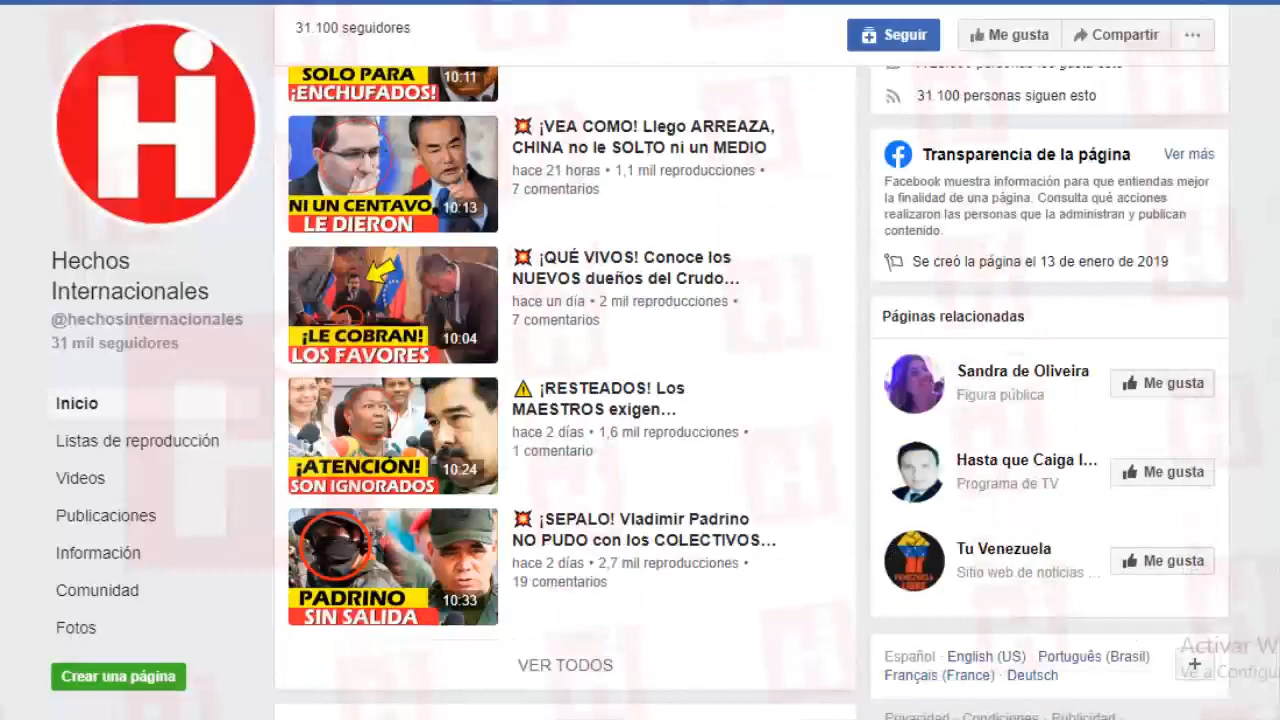 Hi
Hechos
Internacionales
@hechosinternacionales
31 mil seguidores
Inicio
Listas de reproducción
Videos
Publicaciones
Información
Comunidad
Fotos
Crear una página
31.100 seguidores
Seguir
Me gusta
Compartir
SOLO PARA
¡ENCHUFADOS!
10:11
¡VEA COMO! Llego ARREAZA,
CHINA no le SOLTO ni un MEDIO
hace 21 horas • 1,1 mil reproducciones •
7 comentarios
NI UN CENTAVO,
LE DIERON
10:13
¡QUÉ VIVOS! Conoce los
NUEVOS dueños del Crudo...
hace un día • 2 mil reproducciones •
7 comentarios
¡LE COBRAN!
LOS FAVORES
10:04
¡RESTEADOS! Los
MAESTROS exigen...
hace 2 días • 1,6 mil reproducciones •
1 comentario
¡ATENCIÓN!
SON IGNORADOS
10:24
¡SEPALO! Vladimir Padrino
NO PUDO con los COLECTIVOS...
hace 2 días • 2,7 mil reproducciones •
19 comentarios
PADRINO
SIN SALIDA
10:33
VER TODOS
31.100 personas siguen esto
Transparencia de la página
Ver más
Facebook muestra información para que entiendas mejor
la finalidad de una página. Consulta qué acciones
realizaron las personas que la administran y publican
contenido.
Se creó la página el 13 de enero de 2019
Páginas relacionadas
Sandra de Oliveira
Figura pública
Me gusta
Hasta que Caiga l...
Programa de TV
Me gusta
Tu Venezuela
Sitio web de noticias ...
Me gusta
Español · English (US) · Português (Brasil) ·
Français (France) · Deutsch
Activar W
Ve a Configu
Privacidad · Condiciones · Publicidad